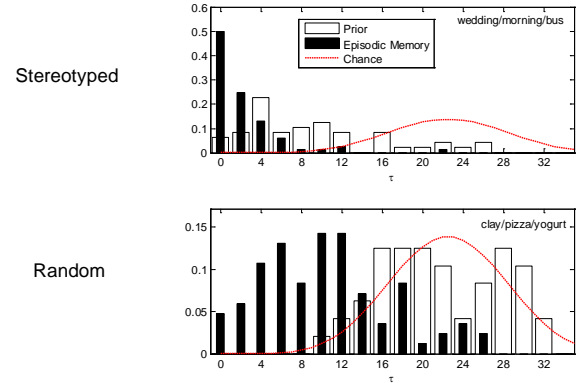 Stereotyped
0.6
0.5
0.4
0.3
0.2
0.1
0
wedding/morning/bus
Prior
Episodic Memory
Chance
0 4 8 12 16 20 24 28 32
τ
Random
0.15
0.1
0.05
0
clay/pizza/yogurt
0 4 8 12 16 20 24 28 32
τ